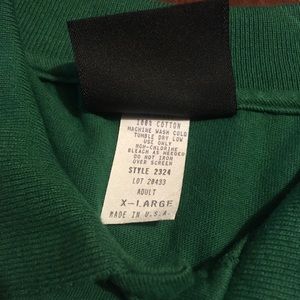 100% COTTON
MACHINE WASH COLD
TUMBLE DRY LOW
USE ONLY
NON-CHLORINE
BLEACH AS NEEDED
DO NOT IRON
OVER SCREEN
STYLE 2324
LOT 20433
ADULT
X-LARGE
MADE IN U.S.A.